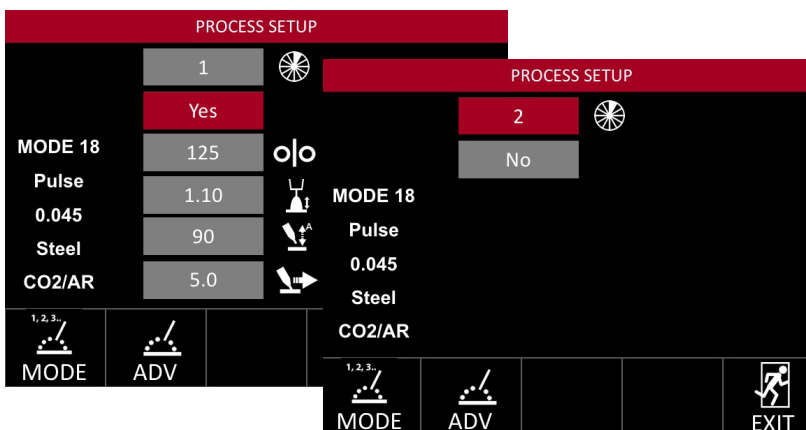 PROCESS SETUP
1
Yes
MODE 18
125
Pulse
1.10
0.045
90
Steel
CO2/AR
5.0
A
1, 2, 3..
MODE
ADV
PROCESS SETUP
2
No
MODE 18
Pulse
0.045
Steel
CO2/AR
1, 2, 3..
MODE
ADV
EXIT